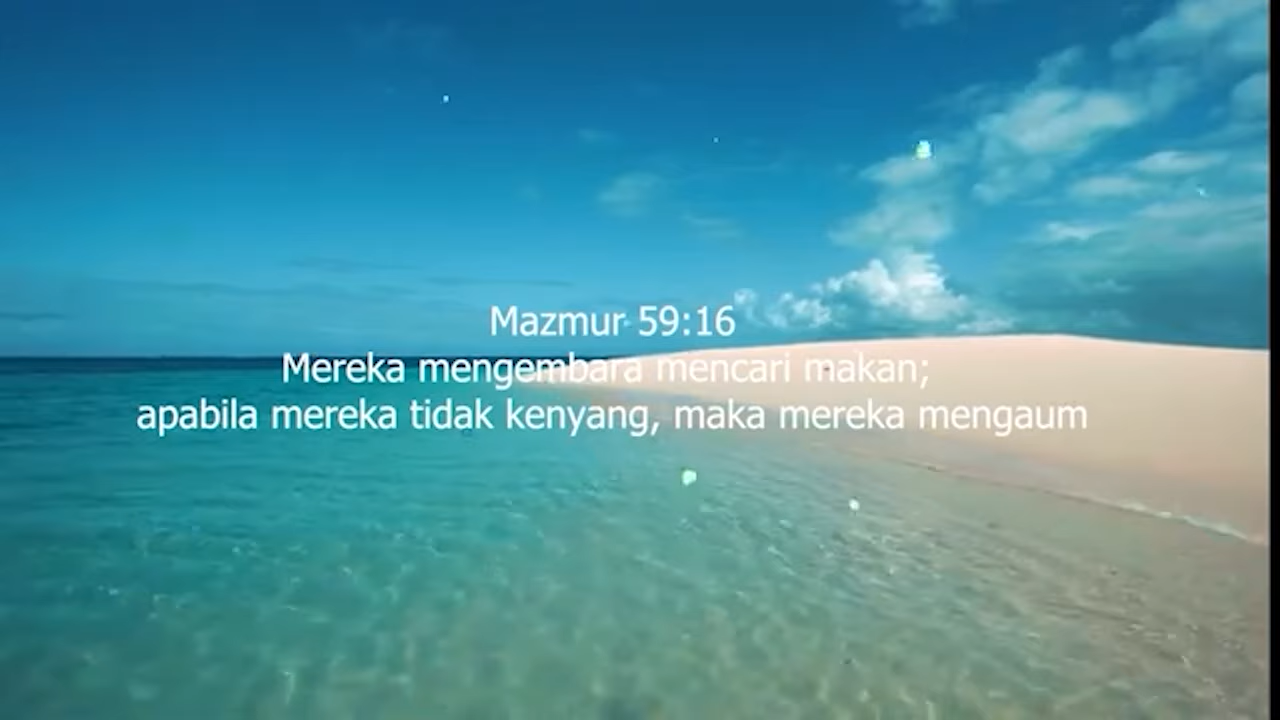 Mazmur 59:16
Mereka mengembara mencari makan;
apabila mereka tidak kenyang, maka mereka mengaum